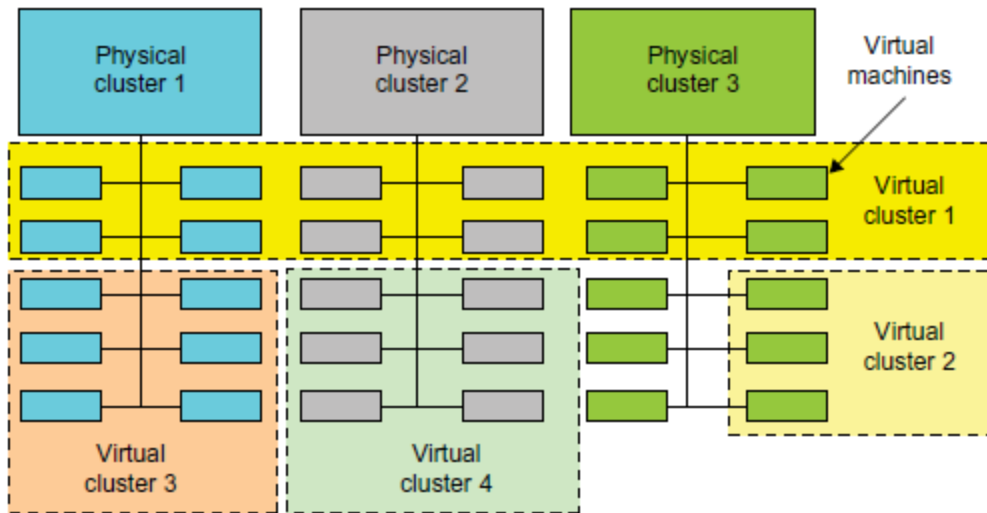 Physical
cluster 1
Physical
cluster 2
Physical
cluster 3
Virtual
machines
Virtual
cluster 1
Virtual
cluster 2
Virtual
cluster 3
Virtual
cluster 4